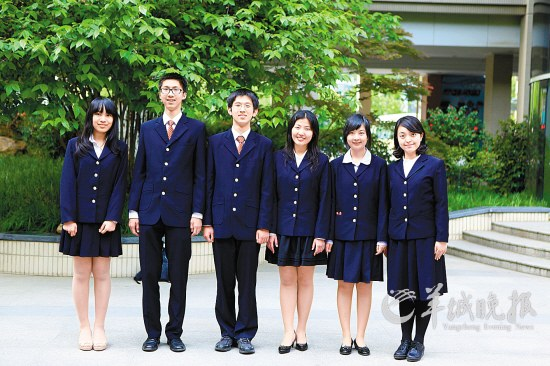 羊城晚报
Yangcheng Evening News